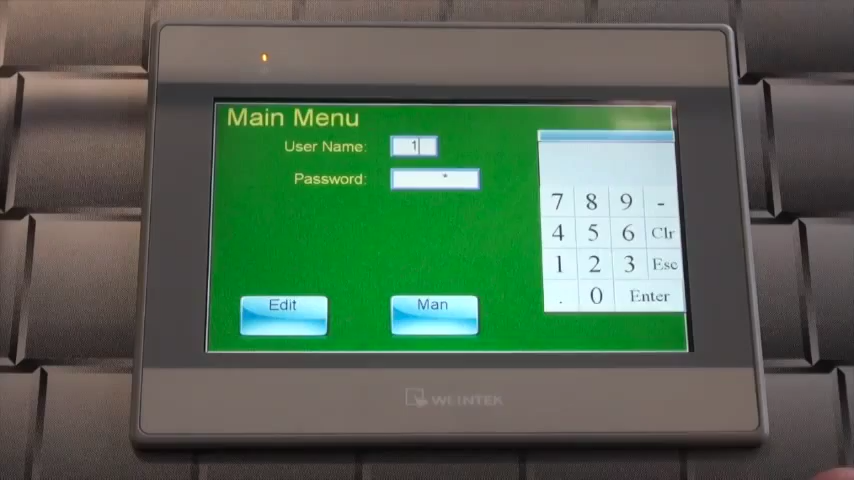 Main Menu
User Name: 1
Password: *
7 8 9 -
4 5 6 Clr
1 2 3 Esc
. 0 Enter
Edit Man
WEINTEK